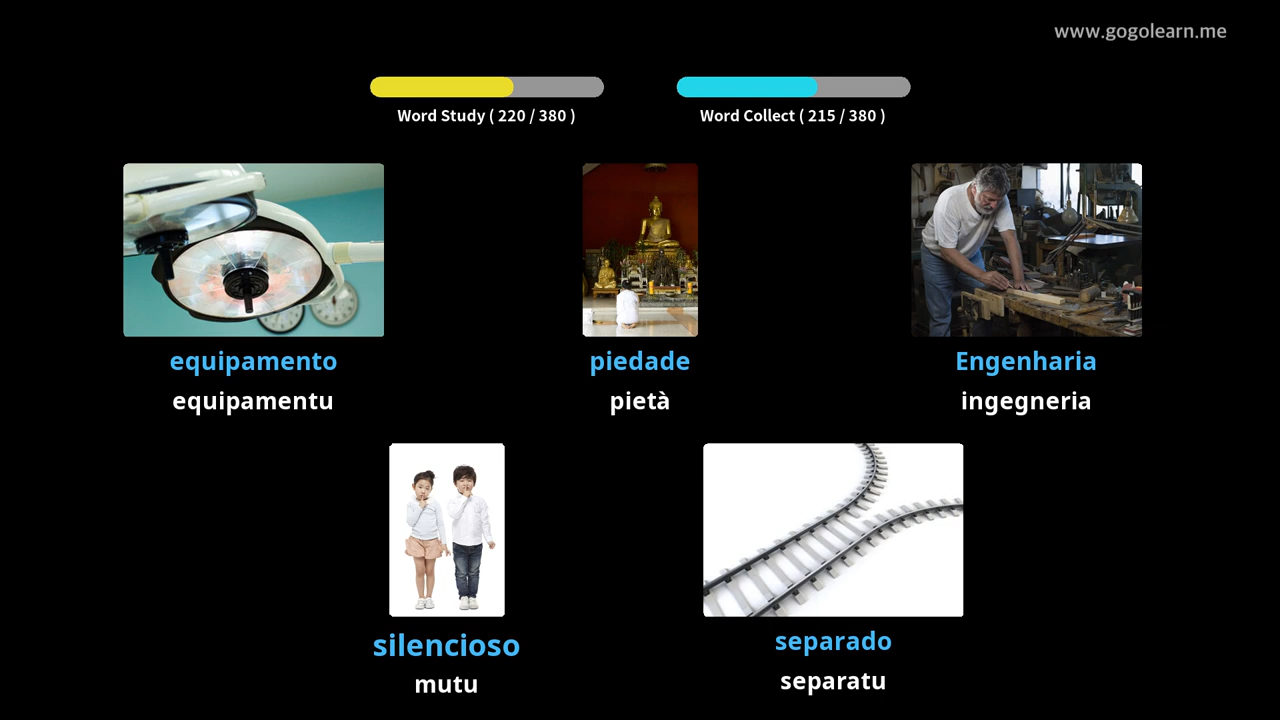 www.gogolearn.me
Word Study ( 220 / 380 )
Word Collect ( 215 / 380 )
equipamento
equipamentu
piedade
pietà
Engenharia
ingegneria
silencioso
mutu
separado
separatu